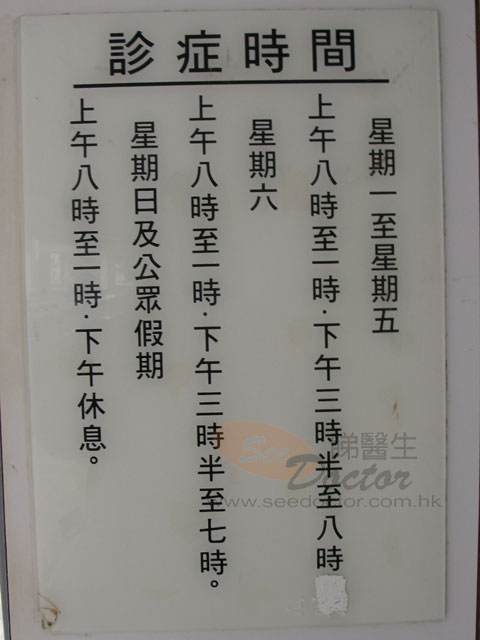 診症時間
星期一至星期五
上午八時至一時．下午三時半至八時
星期六
上午八時至一時．下午三時半至七時。
星期日及公眾假期
上午八時至一時．下午休息。
See Doctor 睇醫生
www.seedoctor.com.hk